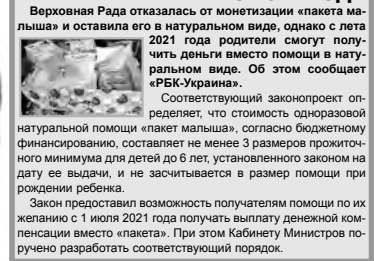 Верховная Рада отказалась от монетизации «пакета ма-
лыша» и оставила его в натуральном виде, однако с лета
2021 года родители смогут полу-
чить деньги вместо помощи в нату-
ральном виде. Об этом сообщает
«РБК-Украина».
Соответствующий законопроект оп-
ределяет, что стоимость одноразовой
натуральной помощи «пакет малыша», согласно бюджетному
финансированию, составляет не менее 3 размеров прожиточ-
ного минимума для детей до 6 лет, установленного законом на
дату ее выдачи, и не засчитывается в размер помощи при
рождении ребенка.
Закон предоставил возможность получателям помощи по их
желанию с 1 июля 2021 года получать выплату денежной ком-
пенсации вместо «пакета». При этом Кабинету Министров по-
ручено разработать соответствующий порядок.